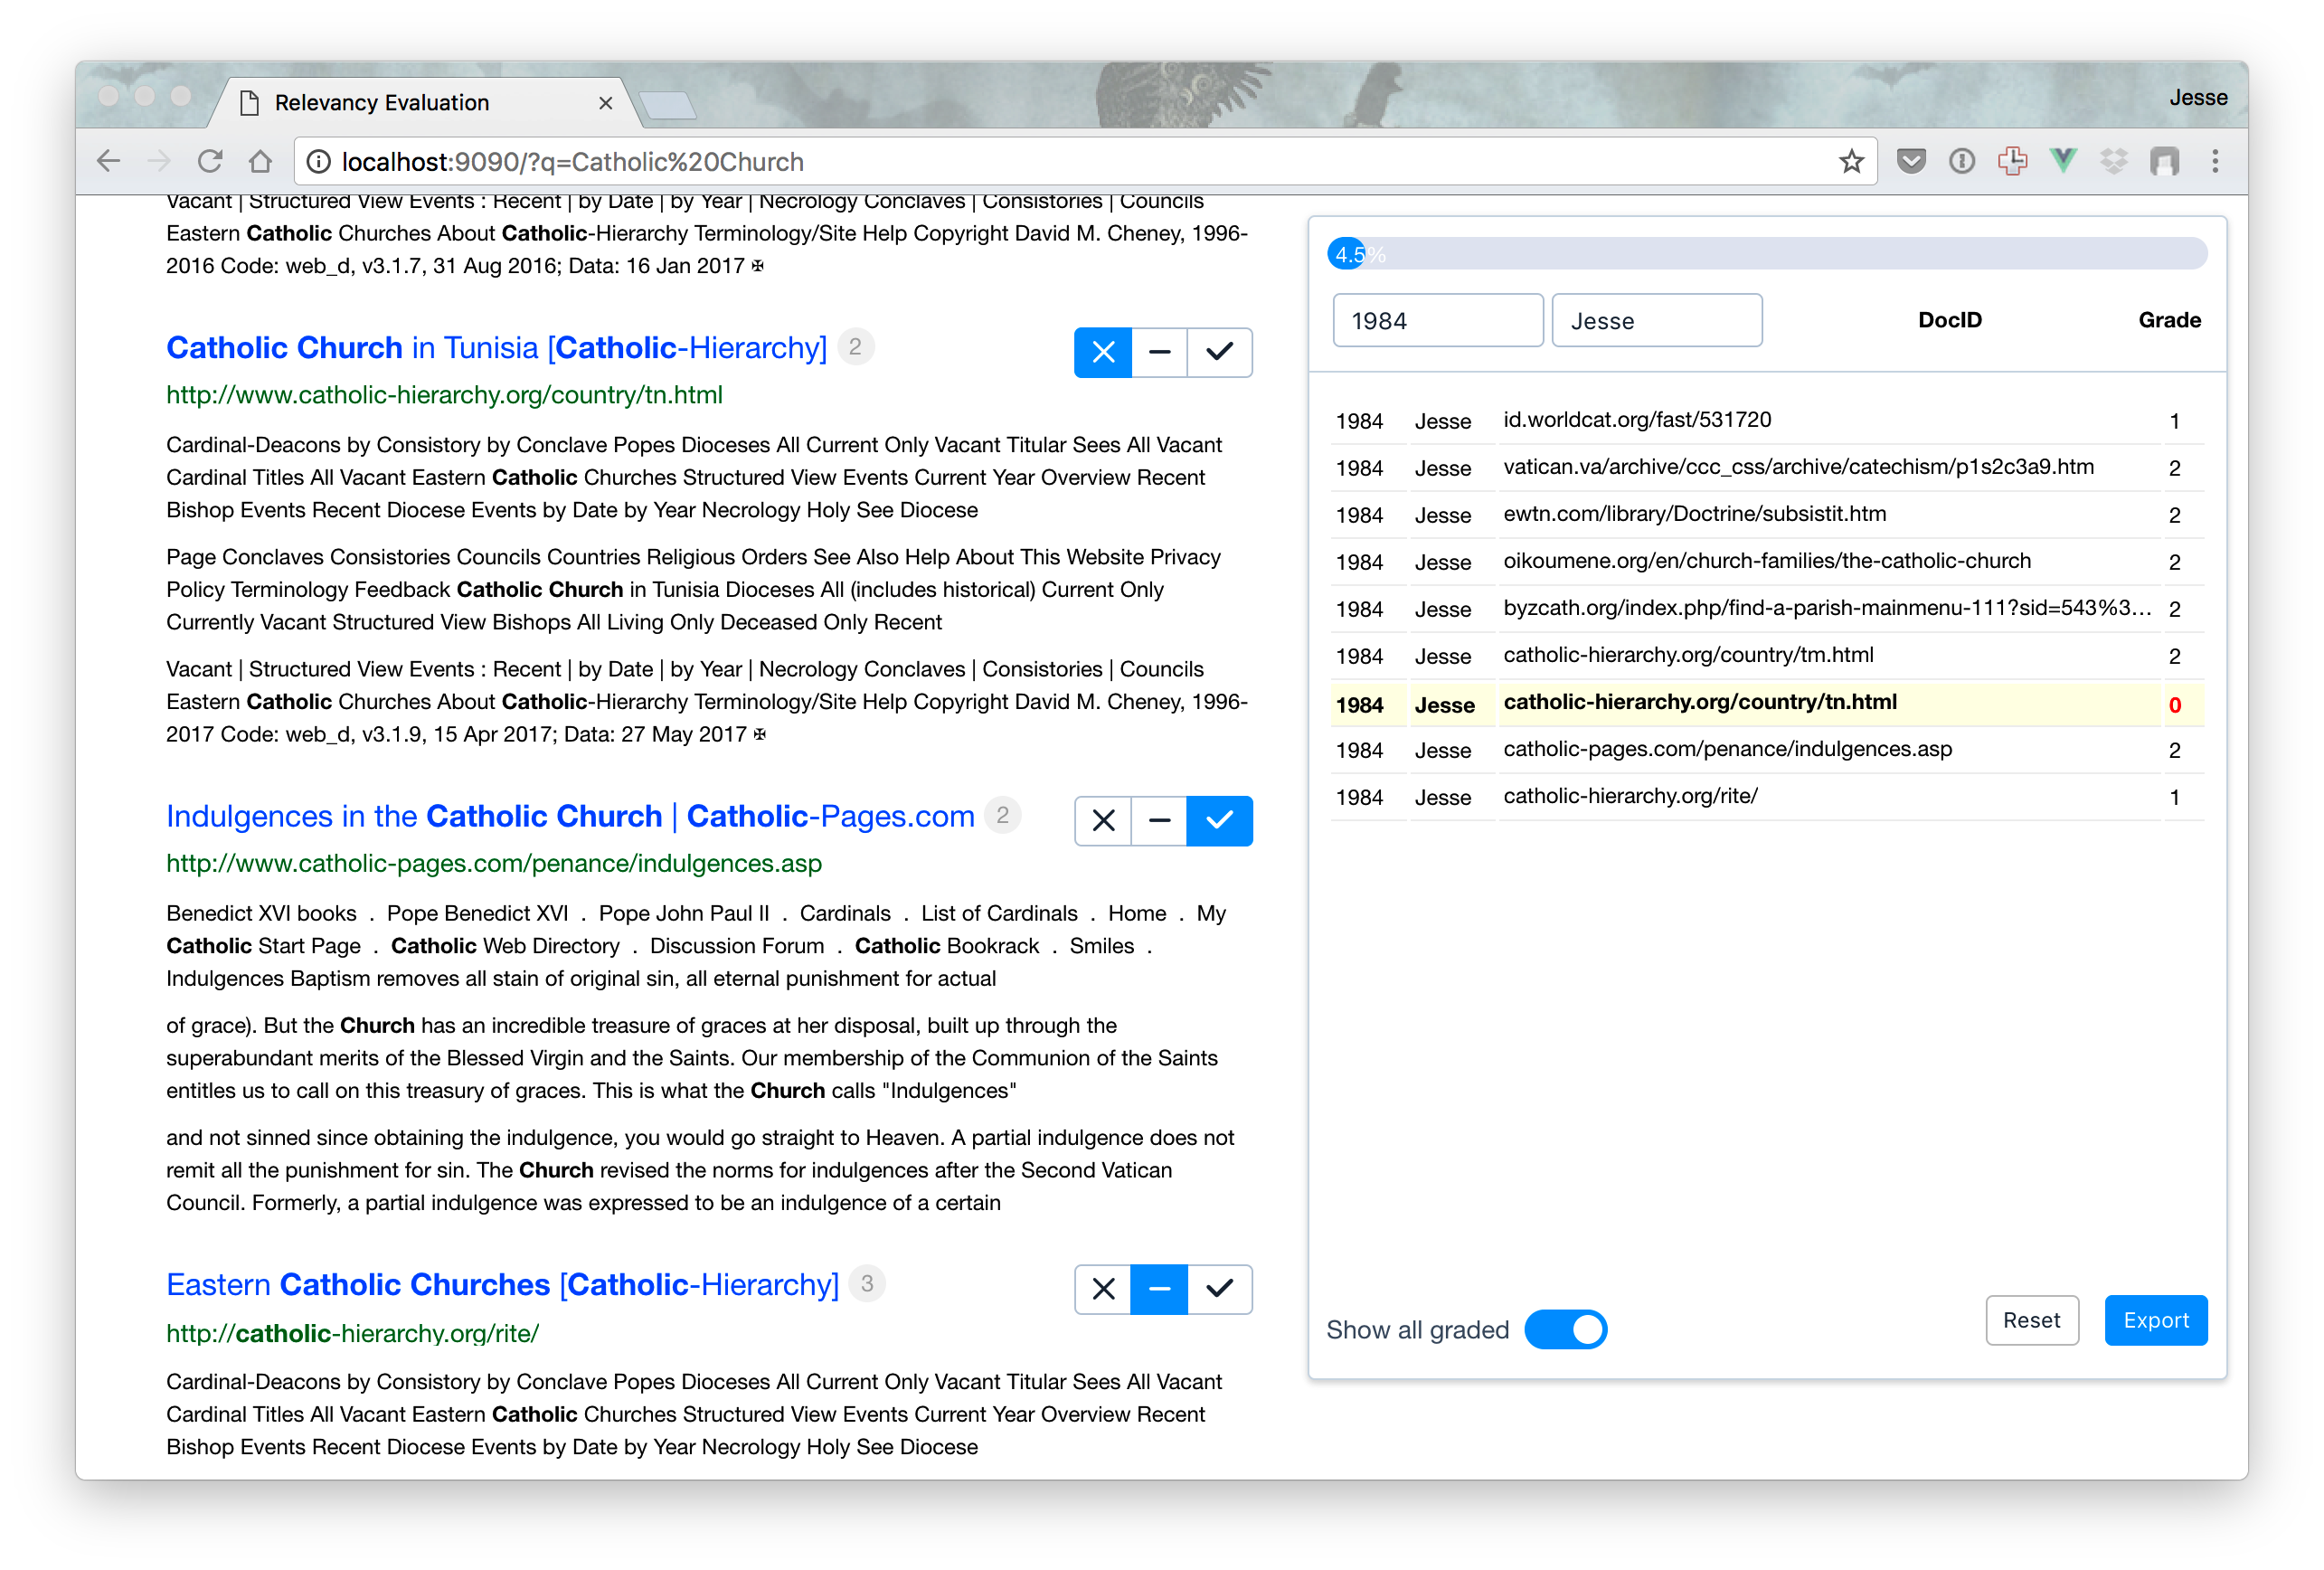 Relevancy Evaluation
Jesse
localhost:9090/?q=Catholic%20Church
Vacant | Structured View Events : Recent | by Date | by Year | Necrology Conclaves | Consistories | Councils
Eastern Catholic Churches About Catholic-Hierarchy Terminology/Site Help Copyright David M. Cheney, 1996-
2016 Code: web_d, v3.1.7, 31 Aug 2016; Data: 16 Jan 2017 ✠
Catholic Church in Tunisia [Catholic-Hierarchy] 2
http://www.catholic-hierarchy.org/country/tn.html
Cardinal-Deacons by Consistory by Conclave Popes Dioceses All Current Only Vacant Titular Sees All Vacant
Cardinal Titles All Vacant Eastern Catholic Churches Structured View Events Current Year Overview Recent
Bishop Events Recent Diocese Events by Date by Year Necrology Holy See Diocese
Page Conclaves Consistories Councils Countries Religious Orders See Also Help About This Website Privacy
Policy Terminology Feedback Catholic Church in Tunisia Dioceses All (includes historical) Current Only
Currently Vacant Structured View Bishops All Living Only Deceased Only Recent
Vacant | Structured View Events : Recent | by Date | by Year | Necrology Conclaves | Consistories | Councils
Eastern Catholic Churches About Catholic-Hierarchy Terminology/Site Help Copyright David M. Cheney, 1996-
2017 Code: web_d, v3.1.9, 15 Apr 2017; Data: 27 May 2017 ✠
Indulgences in the Catholic Church | Catholic-Pages.com 2
http://www.catholic-pages.com/penance/indulgences.asp
Benedict XVI books . Pope Benedict XVI . Pope John Paul II . Cardinals . List of Cardinals . Home . My
Catholic Start Page . Catholic Web Directory . Discussion Forum . Catholic Bookrack . Smiles .
Indulgences Baptism removes all stain of original sin, all eternal punishment for actual
of grace). But the Church has an incredible treasure of graces at her disposal, built up through the
superabundant merits of the Blessed Virgin and the Saints. Our membership of the Communion of the Saints
entitles us to call on this treasury of graces. This is what the Church calls "Indulgences"
and not sinned since obtaining the indulgence, you would go straight to Heaven. A partial indulgence does not
remit all the punishment for sin. The Church revised the norms for indulgences after the Second Vatican
Council. Formerly, a partial indulgence was expressed to be an indulgence of a certain
Eastern Catholic Churches [Catholic-Hierarchy] 3
http://catholic-hierarchy.org/rite/
Cardinal-Deacons by Consistory by Conclave Popes Dioceses All Current Only Vacant Titular Sees All Vacant
Cardinal Titles All Vacant Eastern Catholic Churches Structured View Events Current Year Overview Recent
Bishop Events Recent Diocese Events by Date by Year Necrology Holy See Diocese
4.5%
1984 Jesse DocID Grade
1984 Jesse id.worldcat.org/fast/531720 1
1984 Jesse vatican.va/archive/ccc_css/archive/catechism/p1s2c3a9.htm 2
1984 Jesse ewtn.com/library/Doctrine/subsistit.htm 2
1984 Jesse oikoumene.org/en/church-families/the-catholic-church 2
1984 Jesse byzcath.org/index.php/find-a-parish-mainmenu-111?sid=543%3... 2
1984 Jesse catholic-hierarchy.org/country/tm.html 2
1984 Jesse catholic-hierarchy.org/country/tn.html 0
1984 Jesse catholic-pages.com/penance/indulgences.asp 2
1984 Jesse catholic-hierarchy.org/rite/ 1
Show all graded Reset Export